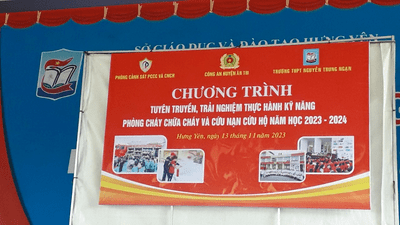 SỞ GIÁO DỤC VÀ ĐÀO TẠO HƯNG YÊN
PHÒNG CẢNH SÁT PCCC VÀ CNCH
CÔNG AN HUYỆN ÂN THI
TRƯỜNG THPT NGUYỄN TRUNG NGẠN
CHƯƠNG TRÌNH
TUYÊN TRUYỀN, TRẢI NGHIỆM THỰC HÀNH KỸ NĂNG
PHÒNG CHÁY CHỮA CHÁY VÀ CỨU NẠN CỨU HỘ NĂM HỌC 2023 - 2024
Hưng Yên, ngày 13 tháng 11 năm 2023